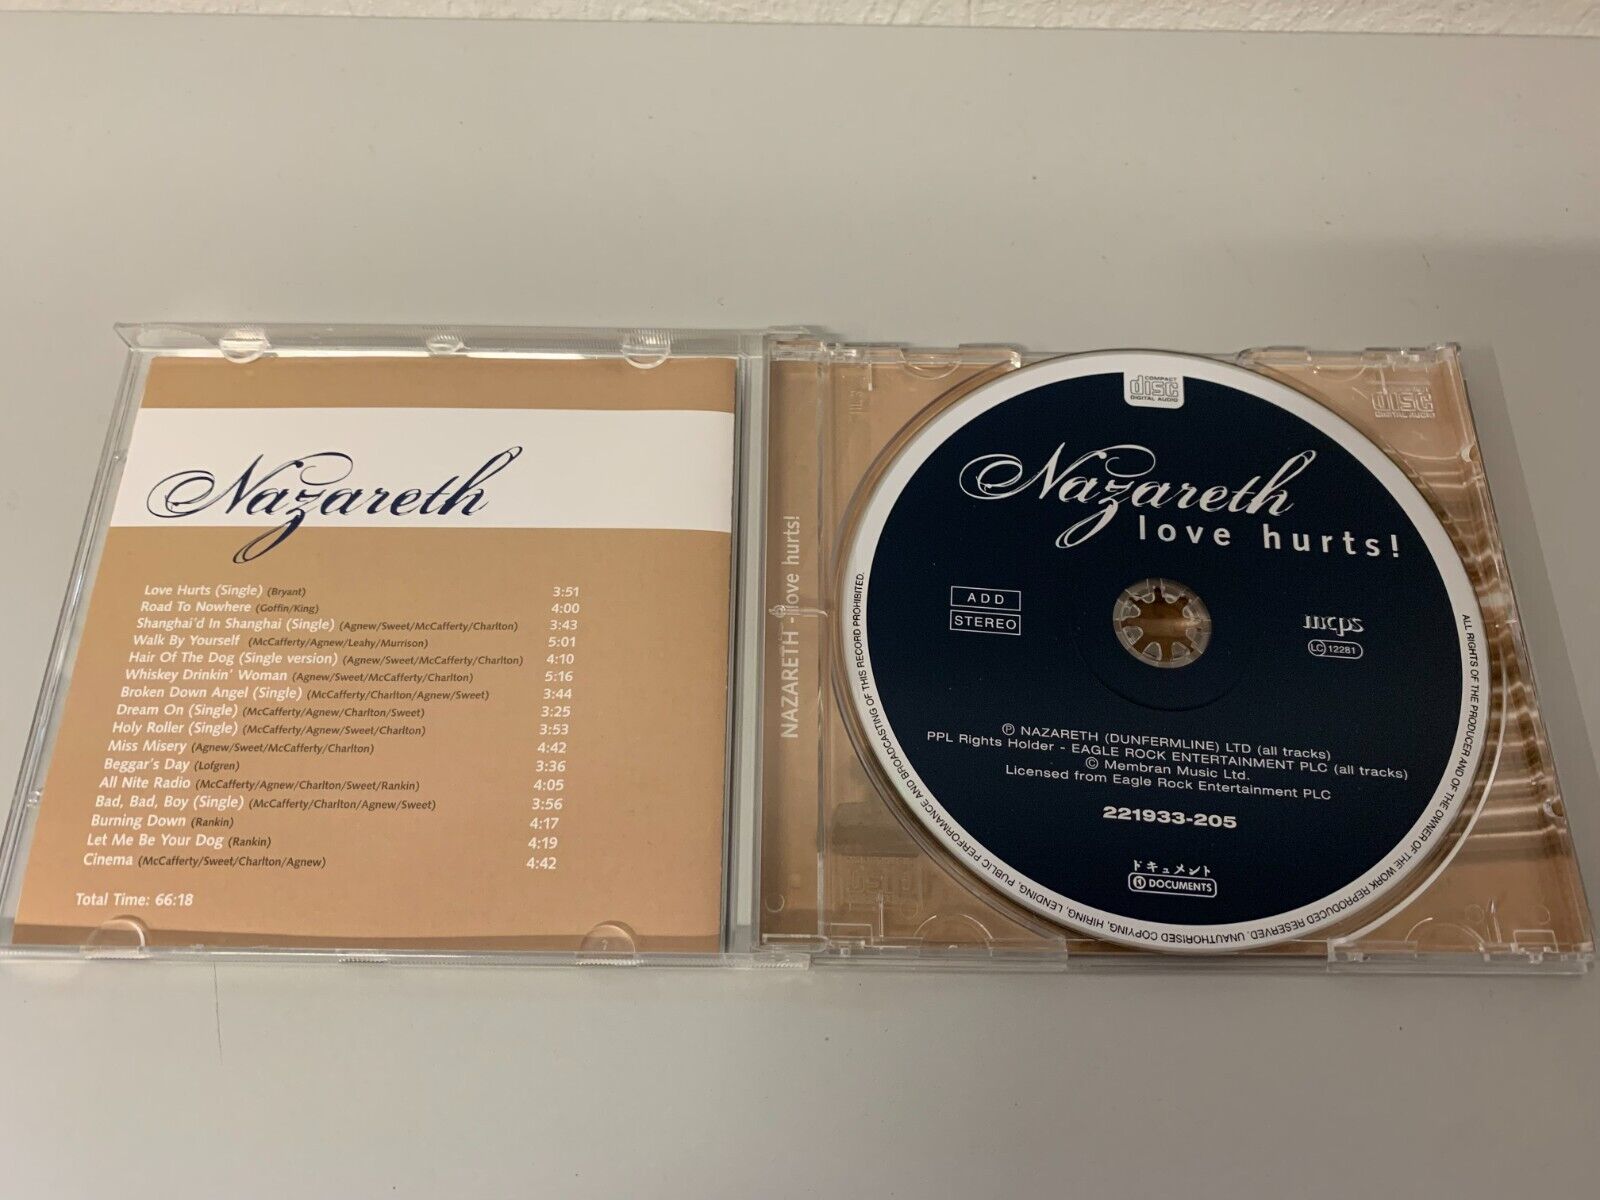 Nazareth
Love Hurts (Single) (Bryant) 3:51
Road To Nowhere (Goffin/King) 4:00
Shanghai'd In Shanghai (Single) (Agnew/Sweet/McCafferty/Charlton) 3:43
Walk By Yourself (McCafferty/Agnew/Leahy/Murrison) 5:01
Hair Of The Dog (Single version) (Agnew/Sweet/McCafferty/Charlton) 4:10
Whiskey Drinkin' Woman (Agnew/Sweet/McCafferty/Charlton) 5:16
Broken Down Angel (Single) (McCafferty/Charlton/Agnew/Sweet) 3:44
Dream On (Single) (McCafferty/Agnew/Charlton/Sweet) 3:25
Holy Roller (Single) (McCafferty/Agnew/Sweet/Charlton) 3:53
Miss Misery (Agnew/Sweet/McCafferty/Charlton) 4:42
Beggar's Day (Lofgren) 3:36
All Nite Radio (McCafferty/Agnew/Charlton/Sweet/Rankin) 4:05
Bad, Bad, Boy (Single) (McCafferty/Charlton/Agnew/Sweet) 3:56
Burning Down (Rankin) 4:17
Let Me Be Your Dog (Rankin) 4:19
Cinema (McCafferty/Sweet/Charlton/Agnew) 4:42
Total Time: 66:18
NAZARETH - love hurts!
COMPACT
disc
DIGITAL AUDIO
Nazareth
love hurts!
ADD
STEREO
mcps
LC 12281
℗ NAZARETH (DUNFERMLINE) LTD (all tracks)
PPL Rights Holder - EAGLE ROCK ENTERTAINMENT PLC (all tracks)
© Membran Music Ltd.
Licensed from Eagle Rock Entertainment PLC
221933-205
ドキュメント
DOCUMENTS
ALL RIGHTS OF THE PRODUCER AND OF THE OWNER OF THE WORK REPRODUCED RESERVED. UNAUTHORISED COPYING, HIRING, LENDING, PUBLIC PERFORMANCE AND BROADCASTING OF THIS RECORD PROHIBITED.
COMPACT
disc
DIGITAL AUDIO